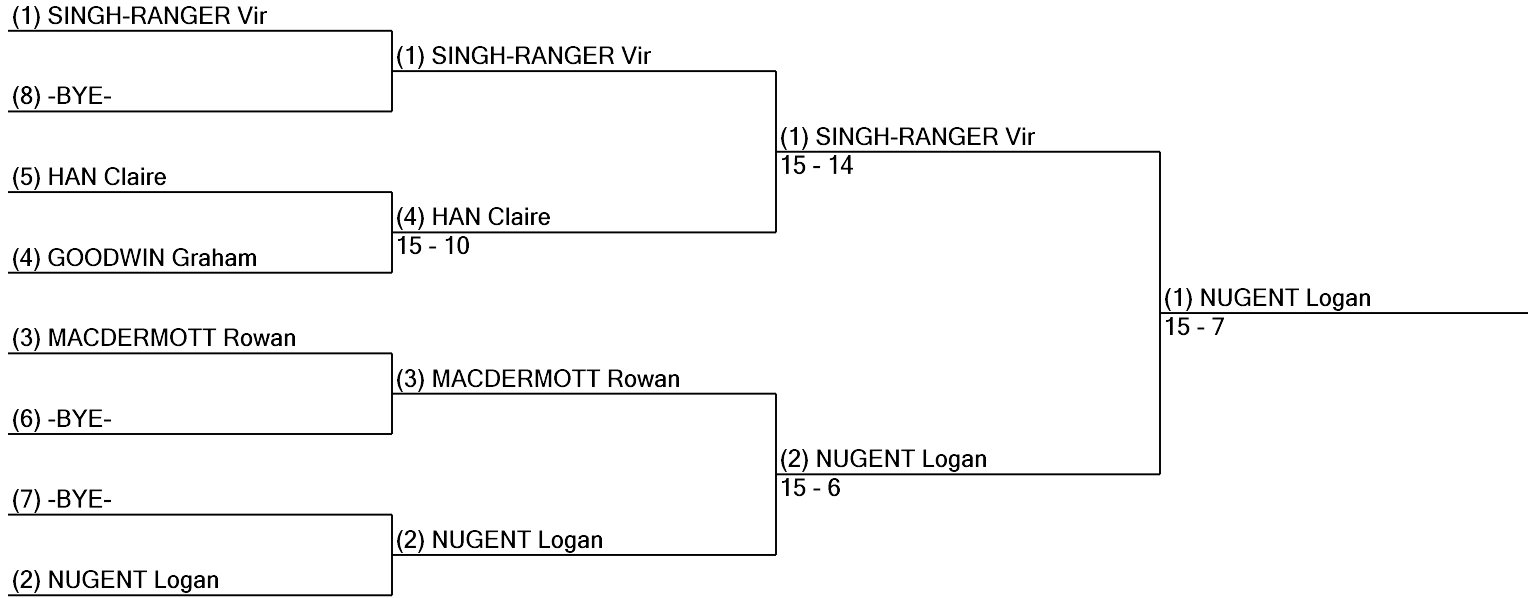 (1) SINGH-RANGER Vir
(8) -BYE-
(5) HAN Claire
(4) GOODWIN Graham
(3) MACDERMOTT Rowan
(6) -BYE-
(7) -BYE-
(2) NUGENT Logan
(1) SINGH-RANGER Vir
(4) HAN Claire
15 - 10
(3) MACDERMOTT Rowan
(2) NUGENT Logan
(1) SINGH-RANGER Vir
15 - 14
(2) NUGENT Logan
15 - 6
(1) NUGENT Logan
15 - 7